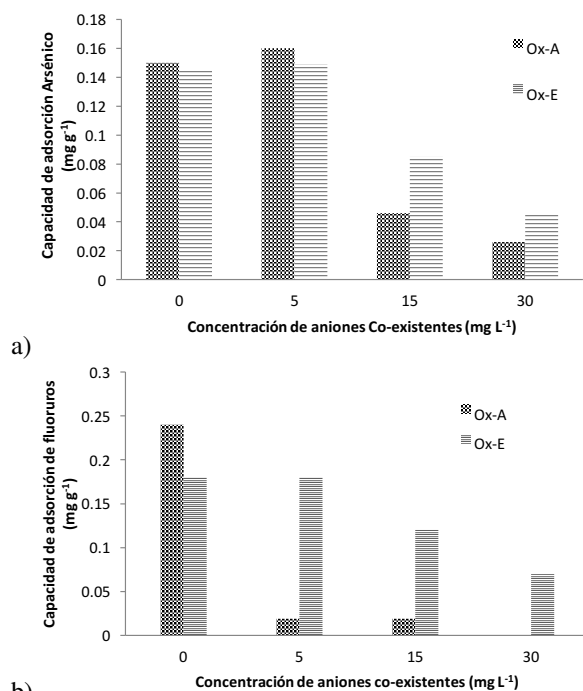 Capacidad de adsorción Arsénico
(mg g⁻¹)
0.18
0.16
0.14
0.12
0.1
0.08
0.06
0.04
0.02
0
Ox-A
Ox-E
0 5 15 30
Concentración de aniones Co-existentes (mg L⁻¹)
a)
Capacidad de adsorción de fluoruros
(mg g⁻¹)
0.3
0.25
0.2
0.15
0.1
0.05
0
Ox-A
Ox-E
0 5 15 30
Concentración de aniones co-existentes (mg L⁻¹)
b)